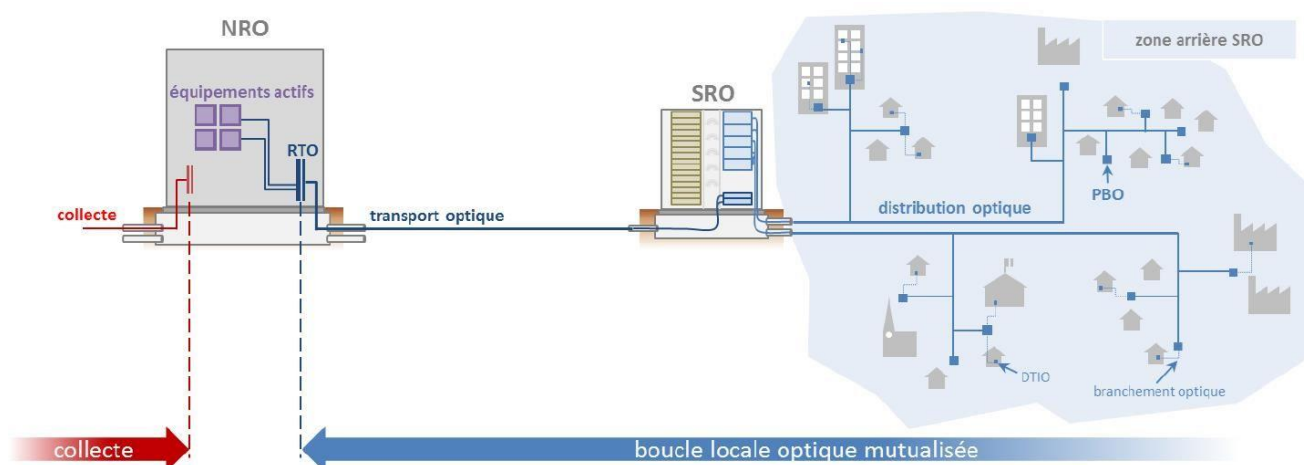 NRO
équipements actifs
RTO
collecte
transport optique
SRO
zone arrière SRO
PBO
distribution optique
DTIO
branchement optique
collecte
boucle locale optique mutualisée